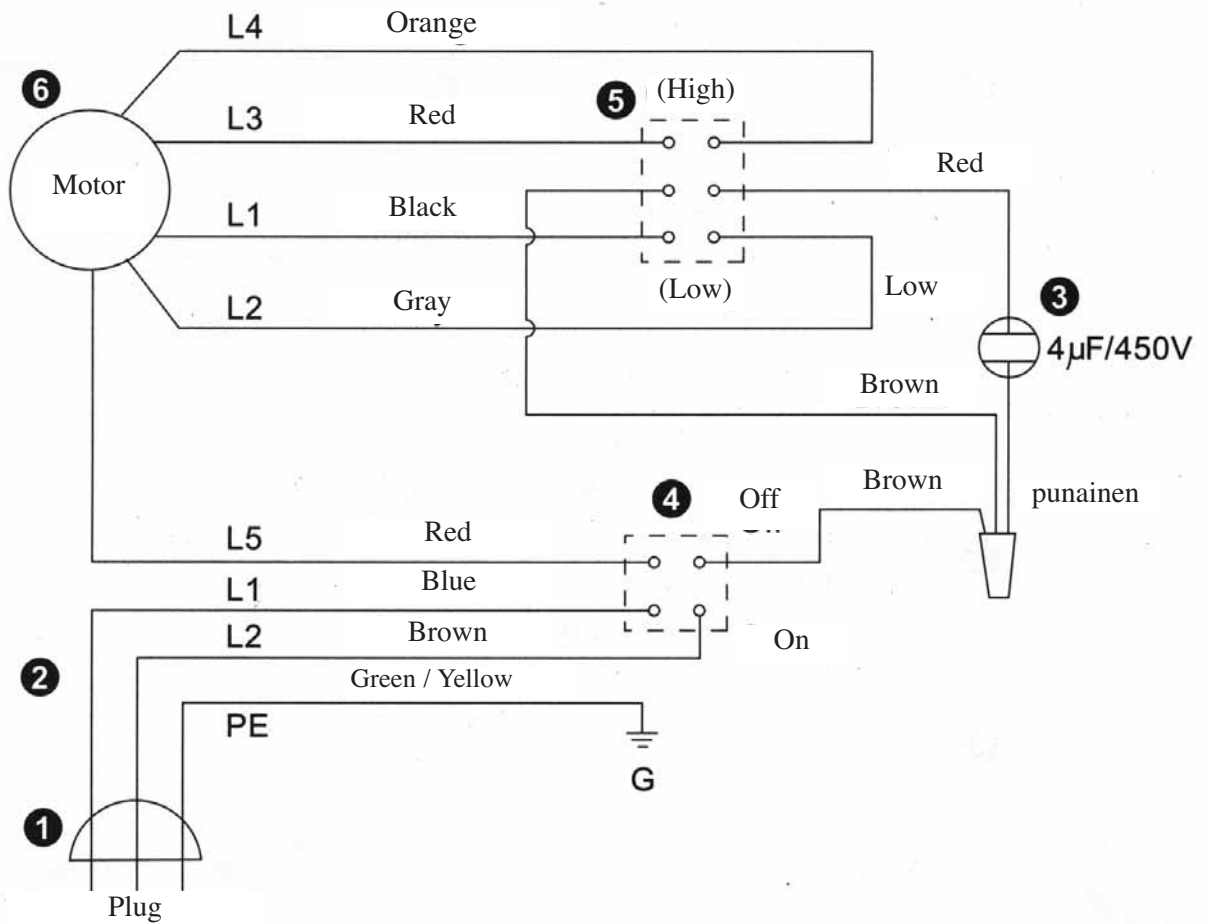 L4 Orange
6
5 (High)
L3 Red
Red
Motor
L1 Black
(Low)
Low
3
L2 Gray
4µF/450V
Brown
4 Off
Brown
punainen
L5 Red
L1 Blue
On
L2 Brown
2
Green / Yellow
PE
G
1
Plug